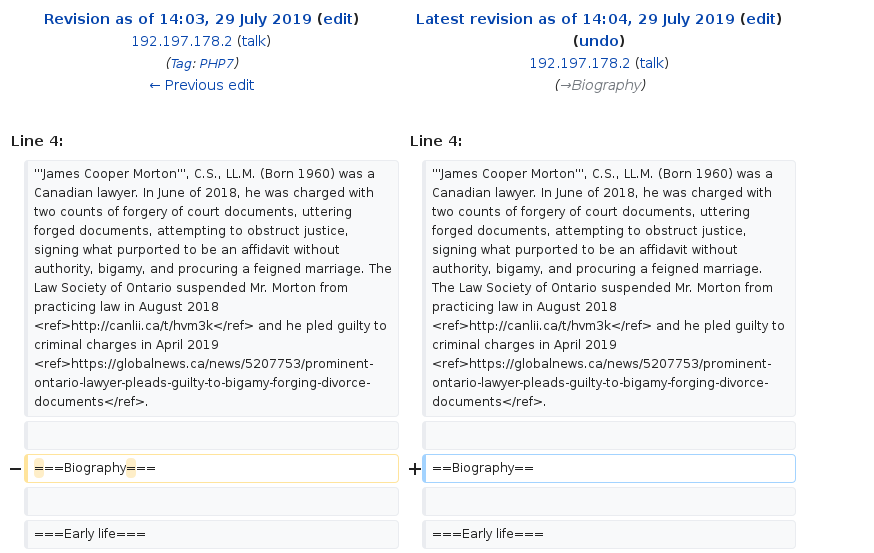 Revision as of 14:03, 29 July 2019 (edit)
192.197.178.2 (talk)
(Tag: PHP7)
← Previous edit
Latest revision as of 14:04, 29 July 2019 (edit)
(undo)
192.197.178.2 (talk)
(→Biography)
Line 4:
'''James Cooper Morton''', C.S., LL.M. (Born 1960) was a
Canadian lawyer. In June of 2018, he was charged with
two counts of forgery of court documents, uttering
forged documents, attempting to obstruct justice,
signing what purported to be an affidavit without
authority, bigamy, and procuring a feigned marriage. The
Law Society of Ontario suspended Mr. Morton from
practicing law in August 2018
<ref>http://canlii.ca/t/hvm3k</ref> and he pled guilty to
criminal charges in April 2019
<ref>https://globalnews.ca/news/5207753/prominent-
ontario-lawyer-pleads-guilty-to-bigamy-forging-divorce-
documents</ref>.
− ===Biography===
===Early life===
Line 4:
'''James Cooper Morton''', C.S., LL.M. (Born 1960) was a
Canadian lawyer. In June of 2018, he was charged with
two counts of forgery of court documents, uttering
forged documents, attempting to obstruct justice,
signing what purported to be an affidavit without
authority, bigamy, and procuring a feigned marriage.
The Law Society of Ontario suspended Mr. Morton from
practicing law in August 2018
<ref>http://canlii.ca/t/hvm3k</ref> and he pled guilty to
criminal charges in April 2019
<ref>https://globalnews.ca/news/5207753/prominent-
ontario-lawyer-pleads-guilty-to-bigamy-forging-divorce-
documents</ref>.
+ ==Biography==
===Early life===